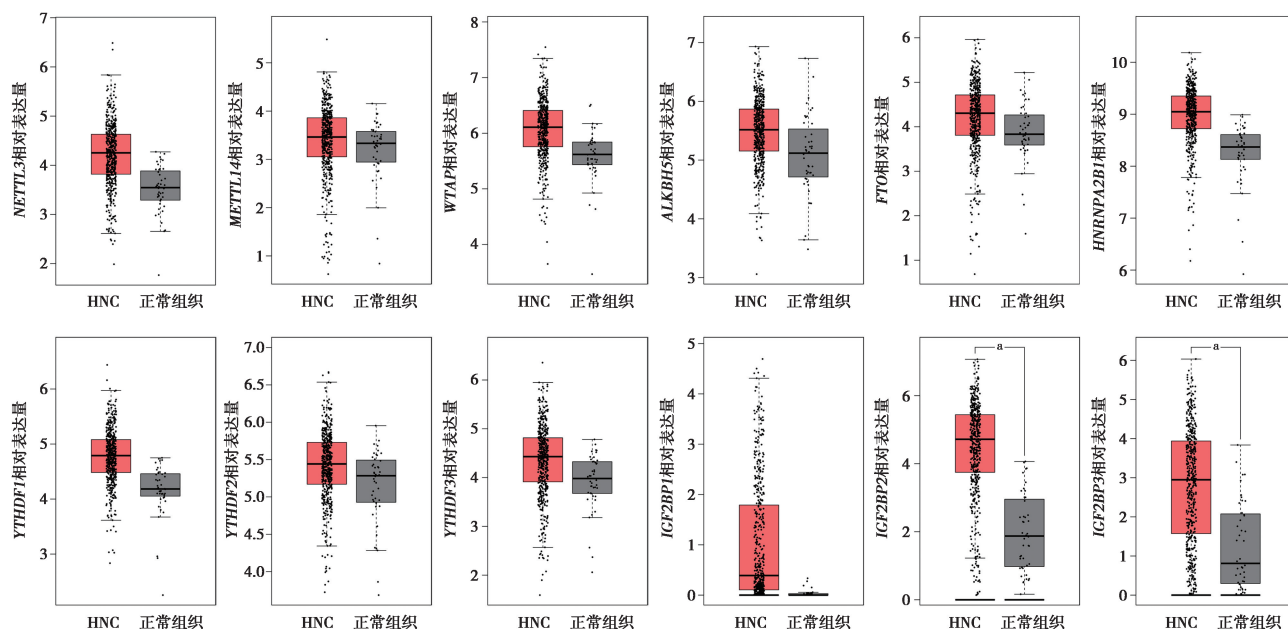 NETTL3相对表达量
7
6
5
4
3
2
HNC 正常组织
METTL14相对表达量
5
4
3
2
1
HNC 正常组织
WTAP相对表达量
8
7
6
5
4
HNC 正常组织
ALKBH5相对表达量
7
6
5
4
3
HNC 正常组织
FTO相对表达量
6
5
4
3
2
1
HNC 正常组织
HNRNPA2B1相对表达量
10
9
8
7
6
HNC 正常组织
YTHDF1相对表达量
6
5
4
3
HNC 正常组织
YTHDF2相对表达量
7.0
6.5
6.0
5.5
5.0
4.5
4.0
HNC 正常组织
YTHDF3相对表达量
6
5
4
3
2
HNC 正常组织
IGF2BP1相对表达量
5
4
3
2
1
0
HNC 正常组织
IGF2BP2相对表达量
a
6
4
2
0
HNC 正常组织
IGF2BP3相对表达量
a
6
5
4
3
2
1
0
HNC 正常组织